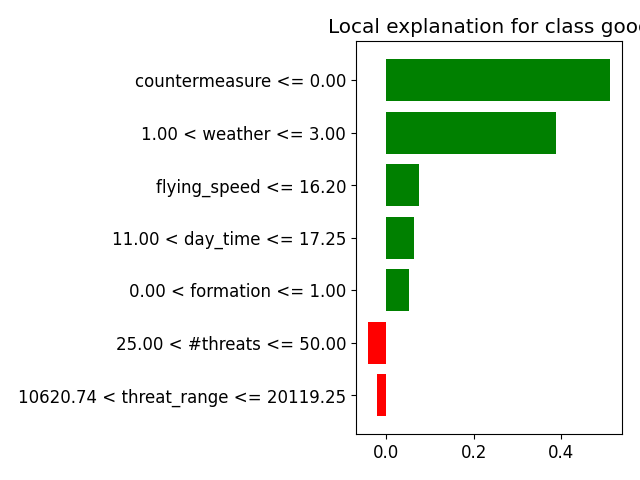 Local explanation for class goo
countermeasure <= 0.00
1.00 < weather <= 3.00
flying_speed <= 16.20
11.00 < day_time <= 17.25
0.00 < formation <= 1.00
25.00 < #threats <= 50.00
10620.74 < threat_range <= 20119.25
0.0 0.2 0.4